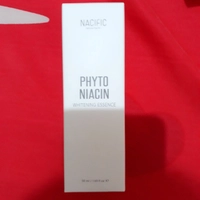 NACIFIC
PHYTO
NIACIN
WHITENING ESSENCE